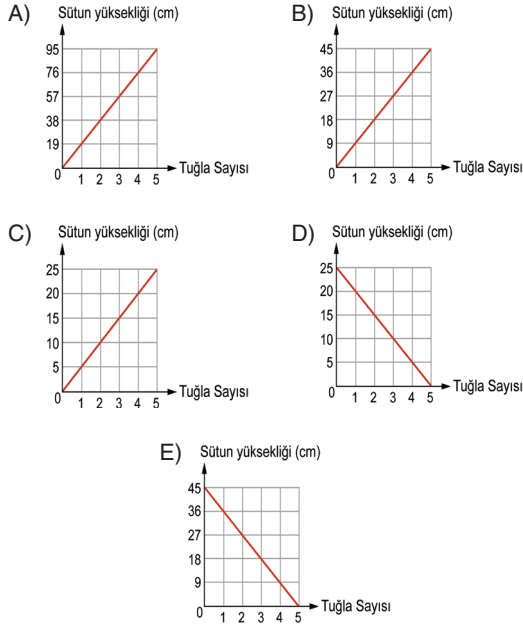 A) Sütun yüksekliği (cm)
95
76
57
38
19
0
1 2 3 4 5
Tuğla Sayısı
B) Sütun yüksekliği (cm)
45
36
27
18
9
0
1 2 3 4 5
Tuğla Sayısı
C) Sütun yüksekliği (cm)
25
20
15
10
5
0
1 2 3 4 5
Tuğla Sayısı
D) Sütun yüksekliği (cm)
25
20
15
10
5
0
1 2 3 4 5
Tuğla Sayısı
E) Sütun yüksekliği (cm)
45
36
27
18
9
0
1 2 3 4 5
Tuğla Sayısı